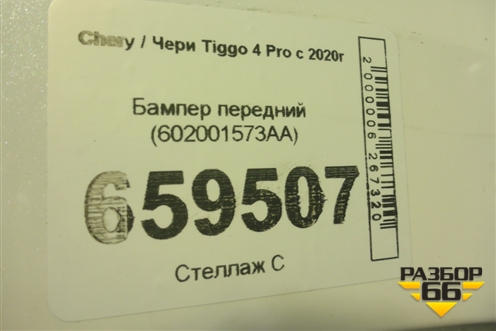 Chery / Чери Tiggo 4 Pro с 2020г
Бампер передний
(602001573AA)
659507
Стеллаж С
2000006267320
РАЗБОР
66